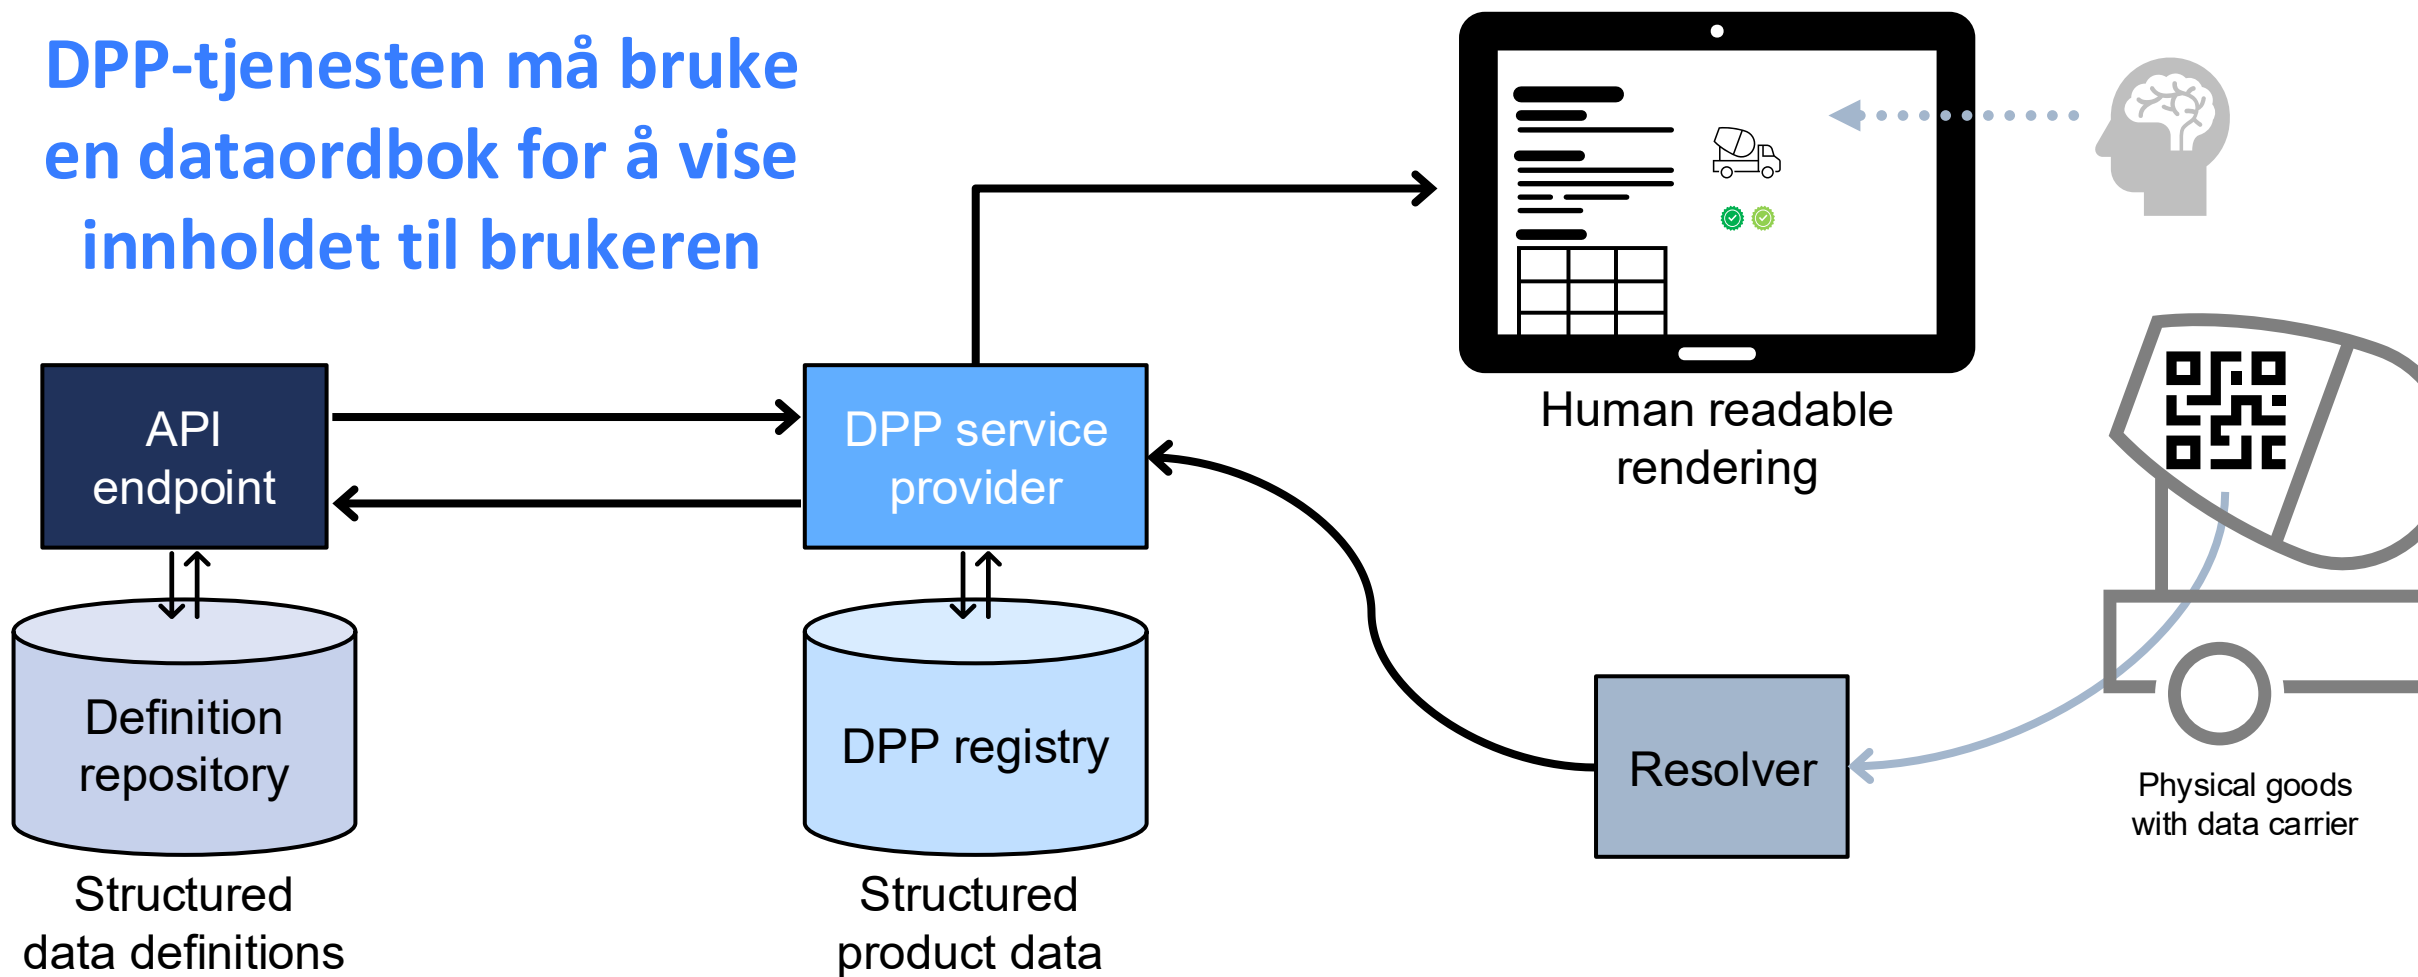 DPP-tjenesten må bruke
en dataordbok for å vise
innholdet til brukeren
API
endpoint
DPP service
provider
Human readable
rendering
Definition
repository
DPP registry
Resolver
Physical goods
with data carrier
Structured
data definitions
Structured
product data